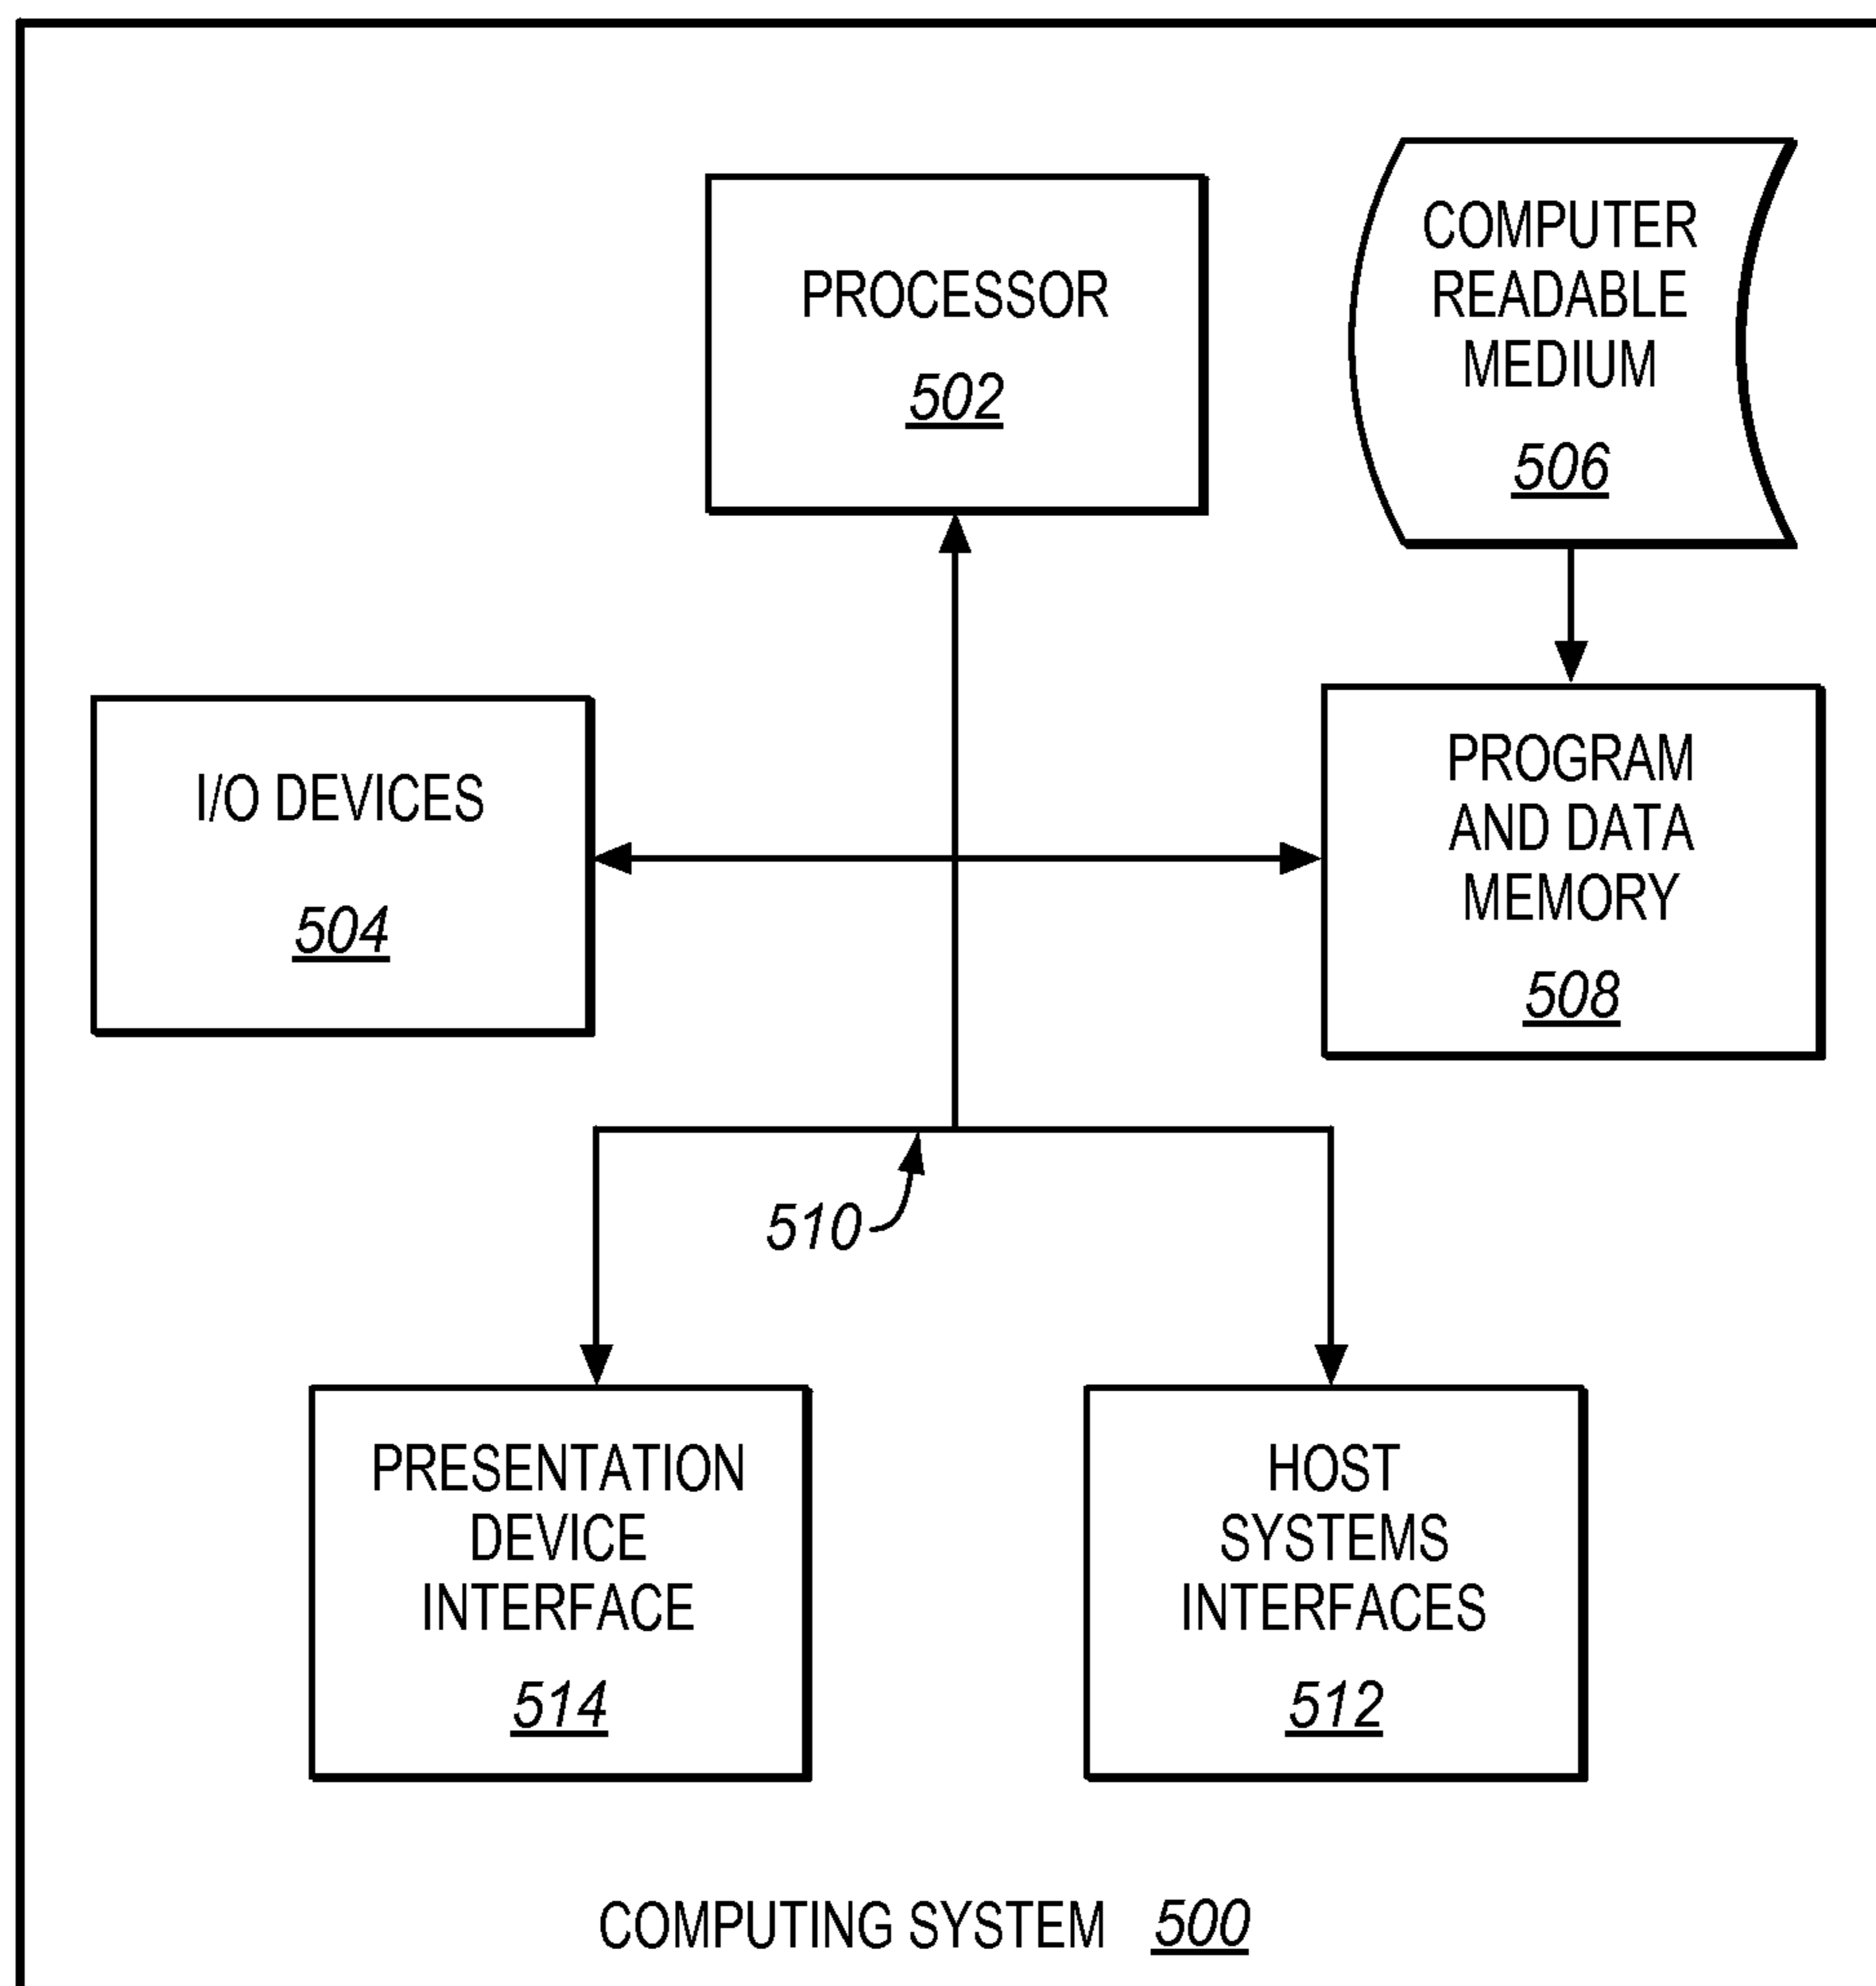 PROCESSOR
502
COMPUTER
READABLE
MEDIUM
506
I/O DEVICES
504
PROGRAM
AND DATA
MEMORY
508
510
PRESENTATION
DEVICE
INTERFACE
514
HOST
SYSTEMS
INTERFACES
512
COMPUTING SYSTEM 500